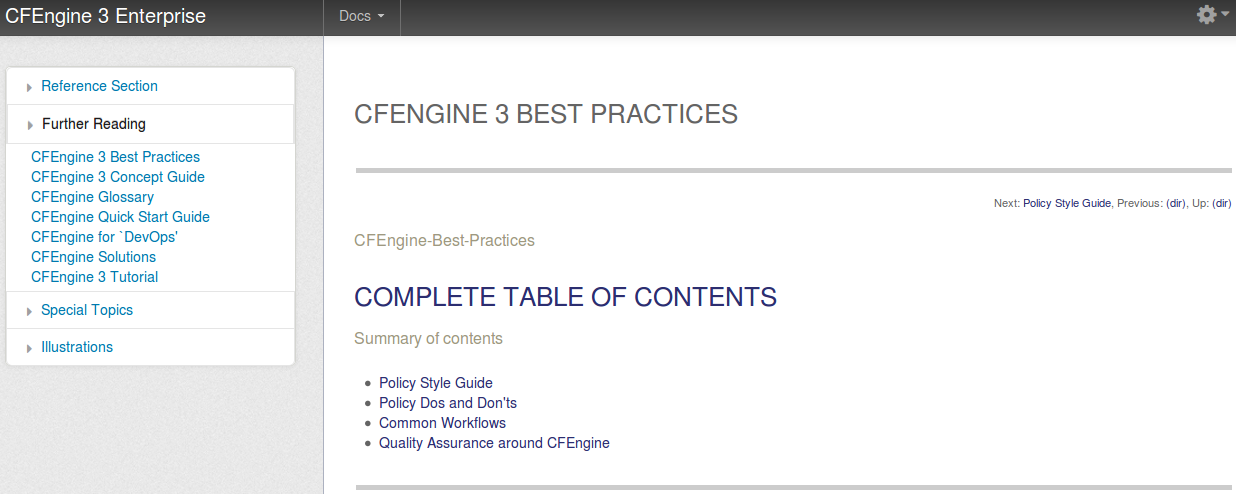 CFEngine 3 Enterprise
Docs
Reference Section
Further Reading
CFEngine 3 Best Practices
CFEngine 3 Concept Guide
CFEngine Glossary
CFEngine Quick Start Guide
CFEngine for `DevOps'
CFEngine Solutions
CFEngine 3 Tutorial
Special Topics
Illustrations
CFENGINE 3 BEST PRACTICES
Next: Policy Style Guide, Previous: (dir), Up: (dir)
CFEngine-Best-Practices
COMPLETE TABLE OF CONTENTS
Summary of contents
Policy Style Guide
Policy Dos and Don'ts
Common Workflows
Quality Assurance around CFEngine